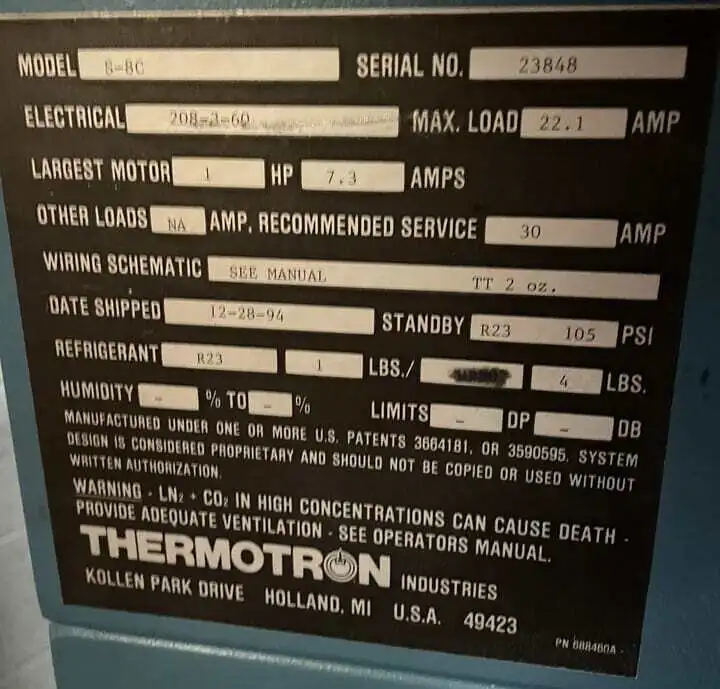 MODEL S-8C SERIAL NO. 23848
ELECTRICAL 208-3-60 MAX. LOAD 22.1 AMP
LARGEST MOTOR 1 HP 7.3 AMPS
OTHER LOADS NA AMP. RECOMMENDED SERVICE 30 AMP
WIRING SCHEMATIC SEE MANUAL TT 2 oz.
DATE SHIPPED 12-28-94 STANDBY R23 105 PSI
REFRIGERANT R23 1 LBS./ 4 LBS.
HUMIDITY - % TO - % LIMITS - DP - DB
MANUFACTURED UNDER ONE OR MORE U.S. PATENTS 3664181, OR 3590595. SYSTEM
DESIGN IS CONSIDERED PROPRIETARY AND SHOULD NOT BE COPIED OR USED WITHOUT
WRITTEN AUTHORIZATION.
WARNING - LN₂ + CO₂ IN HIGH CONCENTRATIONS CAN CAUSE DEATH -
PROVIDE ADEQUATE VENTILATION - SEE OPERATORS MANUAL.
THERMOTRON INDUSTRIES
KOLLEN PARK DRIVE HOLLAND, MI U.S.A. 49423
PN